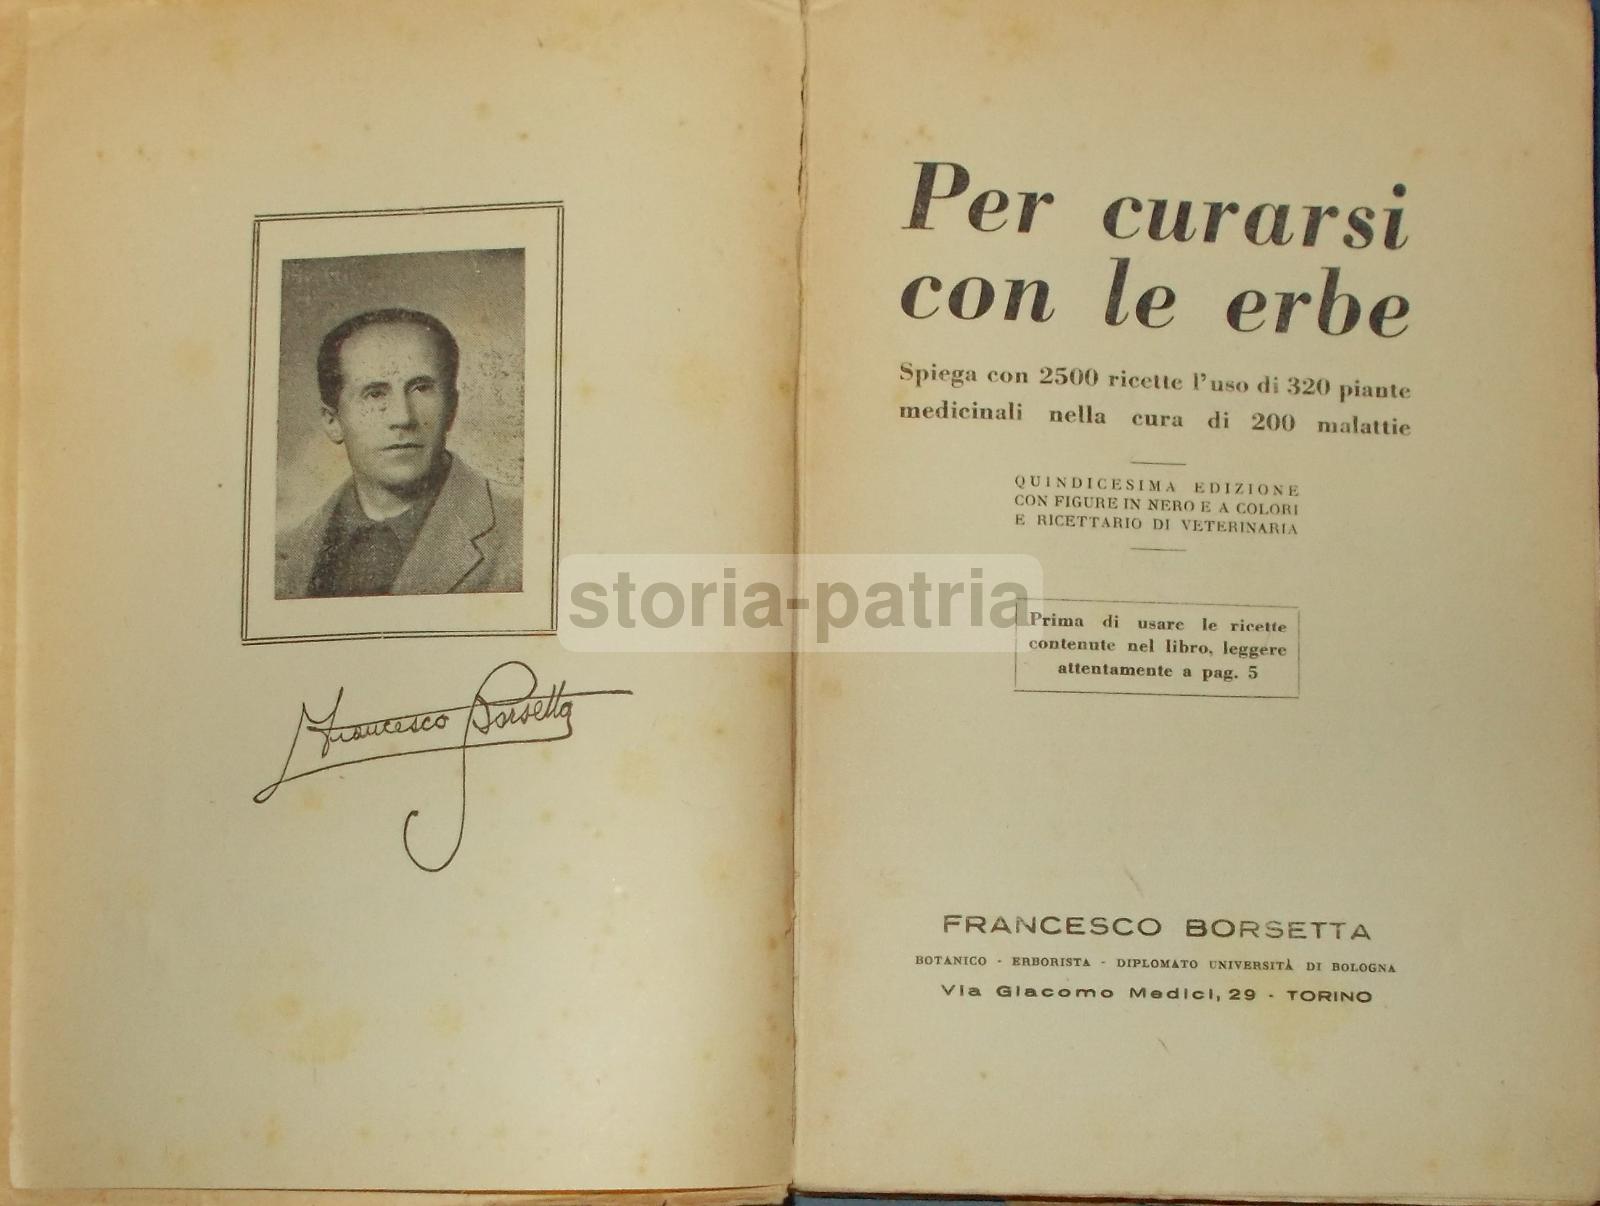 Francesco Borsetta
Per curarsi
con le erbe
Spiega con 2500 ricette l'uso di 320 piante
medicinali nella cura di 200 malattie
QUINDICESIMA EDIZIONE
CON FIGURE IN NERO E A COLORI
E RICETTARIO DI VETERINARIA
storia-patria
Prima di usare le ricette
contenute nel libro, leggere
attentamente a pag. 5
FRANCESCO BORSETTA
BOTANICO - ERBORISTA - DIPLOMATO UNIVERSITÀ DI BOLOGNA
Via Giacomo Medici, 29 - TORINO